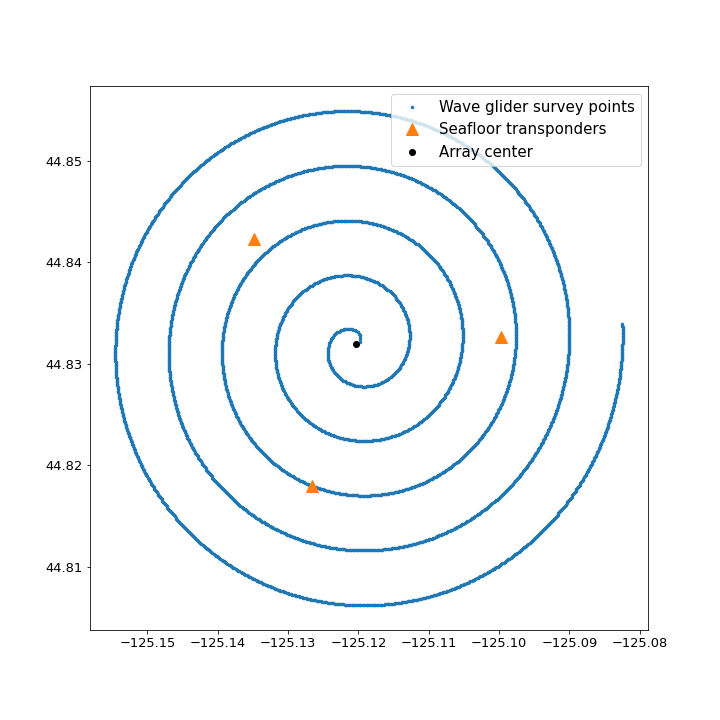 Wave glider survey points
Seafloor transponders
Array center
44.85
44.84
44.83
44.82
44.81
−125.15 −125.14 −125.13 −125.12 −125.11 −125.10 −125.09 −125.08